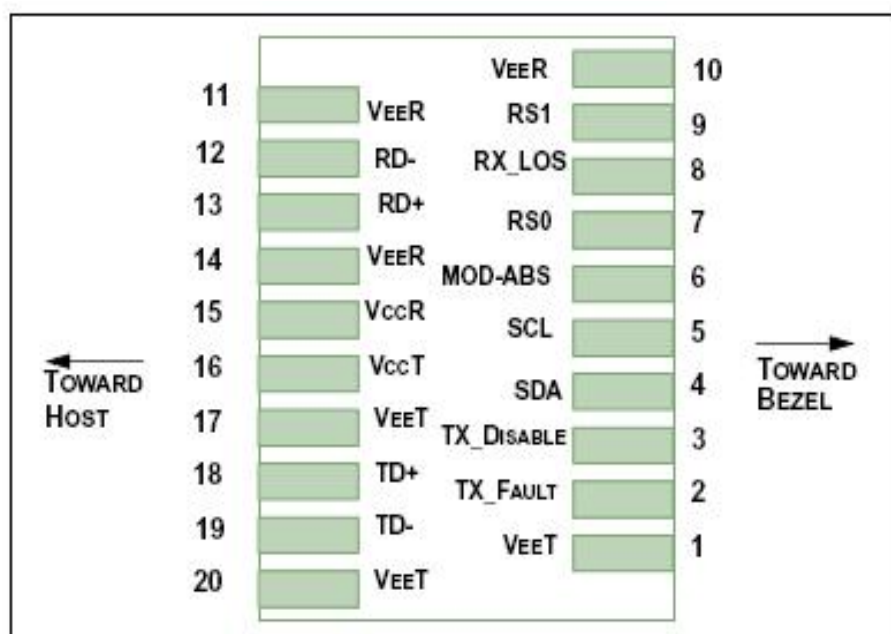 11 VEER
12 RD-
13 RD+
14 VEER
15 VCCR
16 VCCT
17 VEET
18 TD+
19 TD-
20 VEET
VEER 10
RS1 9
RX_LOS 8
RS0 7
MOD-ABS 6
SCL 5
SDA 4
TX_DISABLE 3
TX_FAULT 2
VEET 1
TOWARD
HOST
TOWARD
BEZEL